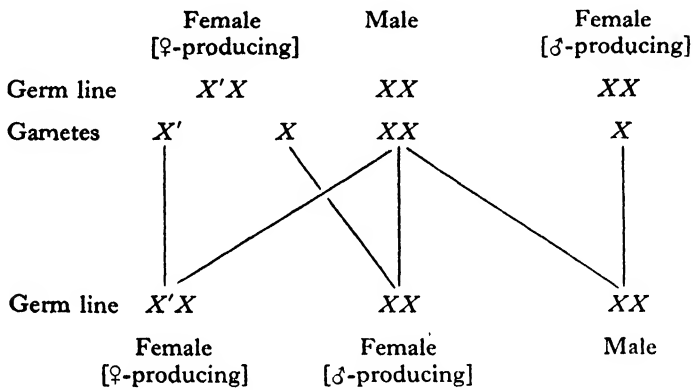 Female Male Female
[♀-producing] [♂-producing]
Germ line X′X XX XX
Gametes X′ X XX X
Germ line X′X XX XX
Female Female Male
[♀-producing] [♂-producing]